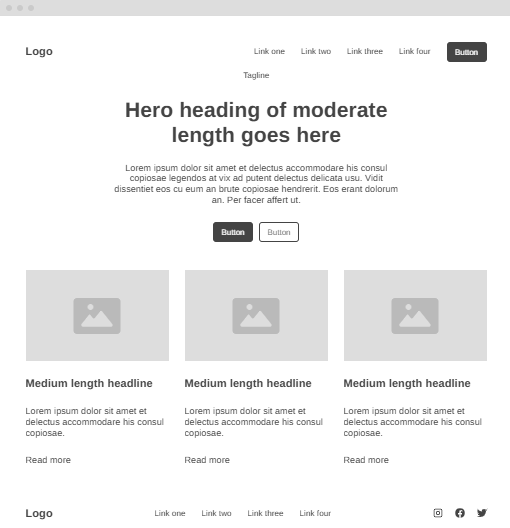 Logo
Link one
Link two
Link three
Link four
Button
Tagline
Hero heading of moderate
length goes here
Lorem ipsum dolor sit amet et delectus accommodare his consul
copiosae legendos at vix ad putent delectus delicata usu. Vidit
dissentiet eos cu eum an brute copiosae hendrerit. Eos erant dolorum
an. Per facer affert ut.
Button
Button
Medium length headline
Lorem ipsum dolor sit amet et
delectus accommodare his consul
copiosae.
Read more
Medium length headline
Lorem ipsum dolor sit amet et
delectus accommodare his consul
copiosae.
Read more
Medium length headline
Lorem ipsum dolor sit amet et
delectus accommodare his consul
copiosae.
Read more
Logo
Link one
Link two
Link three
Link four